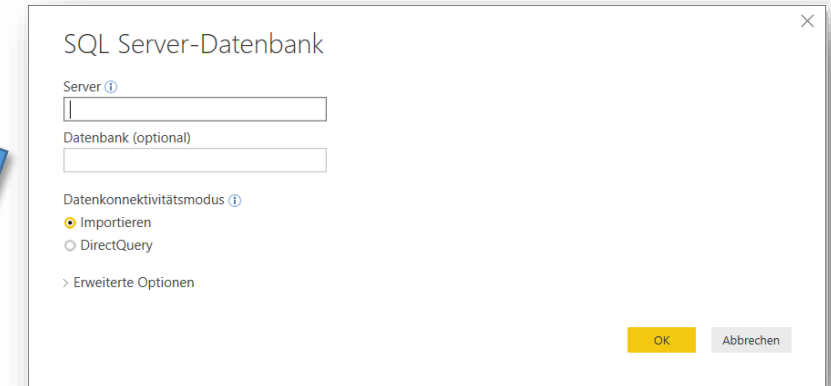 SQL Server-Datenbank
Server
Datenbank (optional)
Datenkonnektivitätsmodus
Importieren
DirectQuery
Erweiterte Optionen
OK Abbrechen